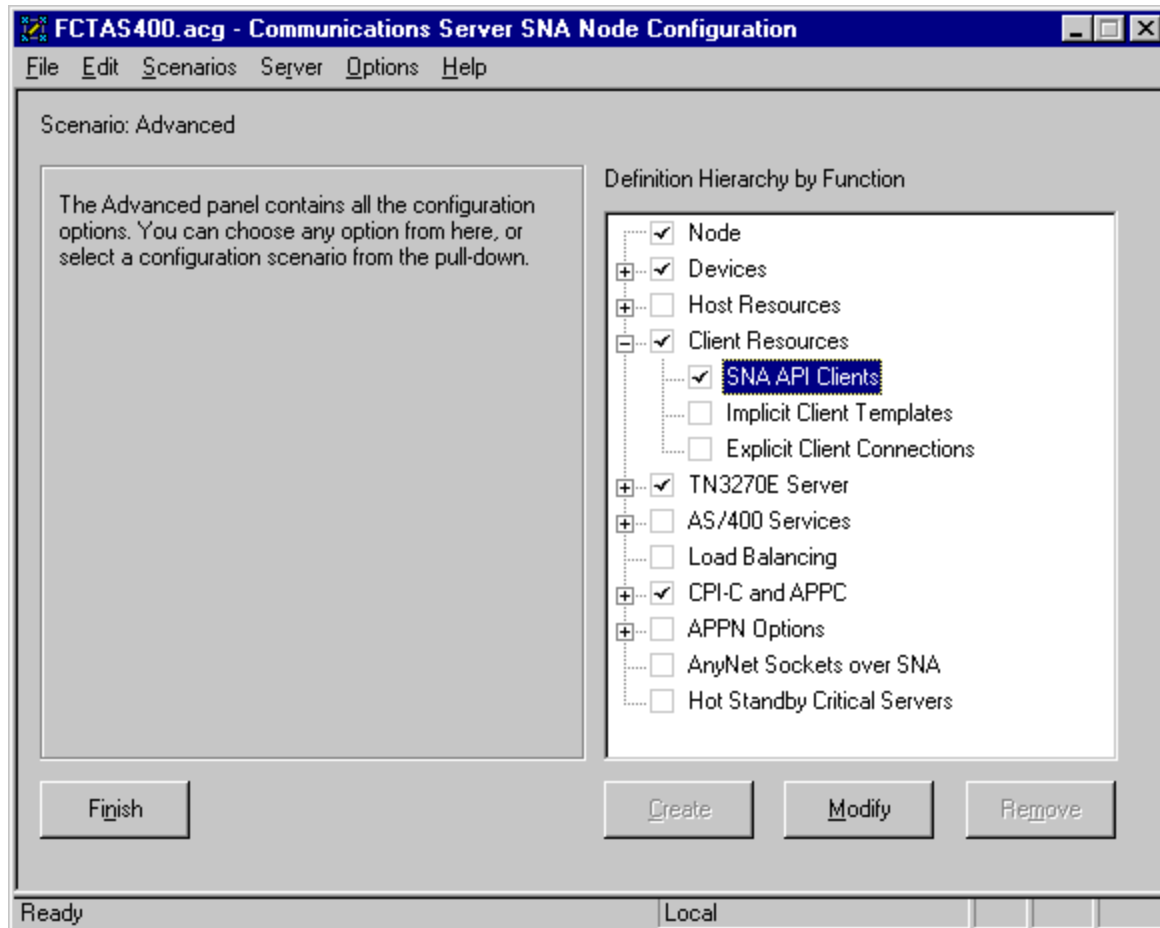 FCTAS400.acg - Communications Server SNA Node Configuration
File Edit Scenarios Server Options Help
Scenario: Advanced
The Advanced panel contains all the configuration
options. You can choose any option from here, or
select a configuration scenario from the pull-down.
Definition Hierarchy by Function
Node
Devices
Host Resources
Client Resources
SNA API Clients
Implicit Client Templates
Explicit Client Connections
TN3270E Server
AS/400 Services
Load Balancing
CPI-C and APPC
APPN Options
AnyNet Sockets over SNA
Hot Standby Critical Servers
Finish
Create
Modify
Remove
Ready
Local